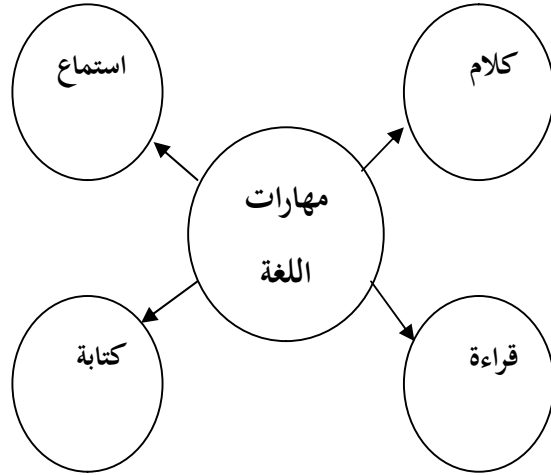 كلام
استماع
مهارات
اللغة
قراءة
كتابة